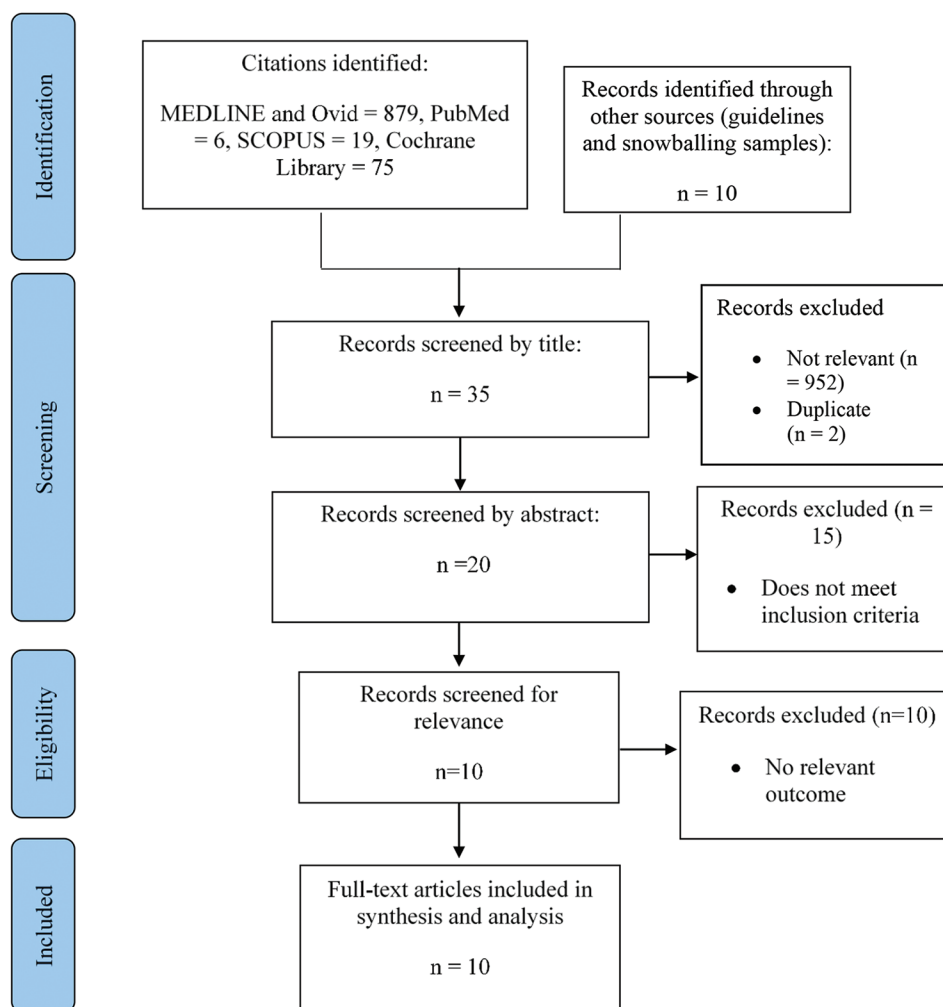 Identification
Citations identified:
MEDLINE and Ovid = 879, PubMed
= 6, SCOPUS = 19, Cochrane
Library = 75
Records identified through
other sources (guidelines
and snowballing samples):
n = 10
Screening
Records screened by title:
n = 35
Records excluded
• Not relevant (n
= 952)
• Duplicate
(n = 2)
Records screened by abstract:
n =20
Records excluded (n =
15)
• Does not meet
inclusion criteria
Eligibility
Records screened for
relevance
n=10
Records excluded (n=10)
• No relevant
outcome
Included
Full-text articles included in
synthesis and analysis
n = 10